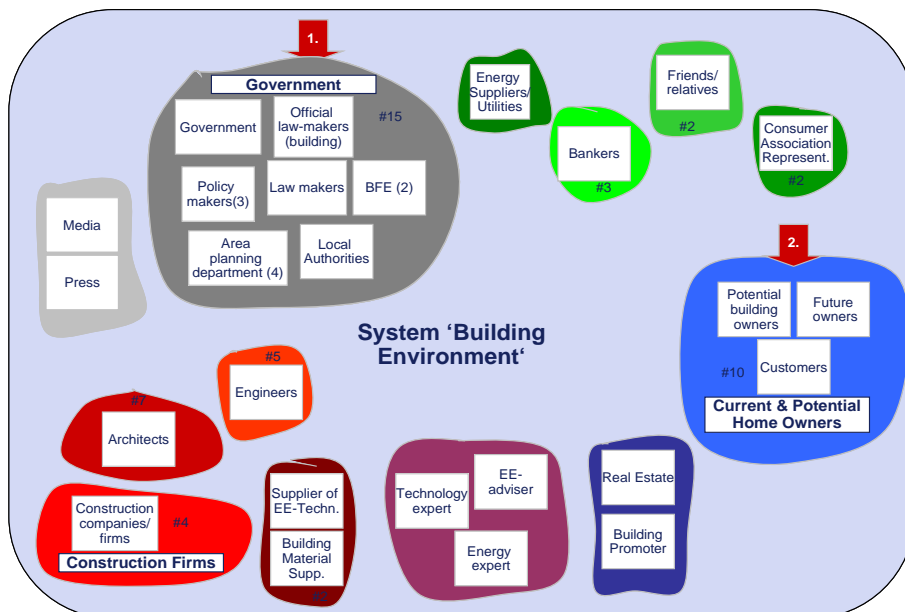 1.
Government
Government
Official
law-makers
(building)
#15
Policy
makers(3)
Law makers
BFE (2)
Area
planning
department (4)
Local
Authorities
Energy
Suppliers/
Utilities
Bankers
#3
Friends/
relatives
#2
Consumer
Association
Represent.
#2
Media
Press
2.
Potential
building
owners
Future
owners
Customers
#10
Current & Potential
Home Owners
System ‘Building
Environment‘
#5
Engineers
#7
Architects
Construction
companies/
firms
#4
Construction Firms
Supplier of
EE-Techn.
Building
Material
Supp.
#2
Technology
expert
EE-
adviser
Energy
expert
Real Estate
Building
Promoter